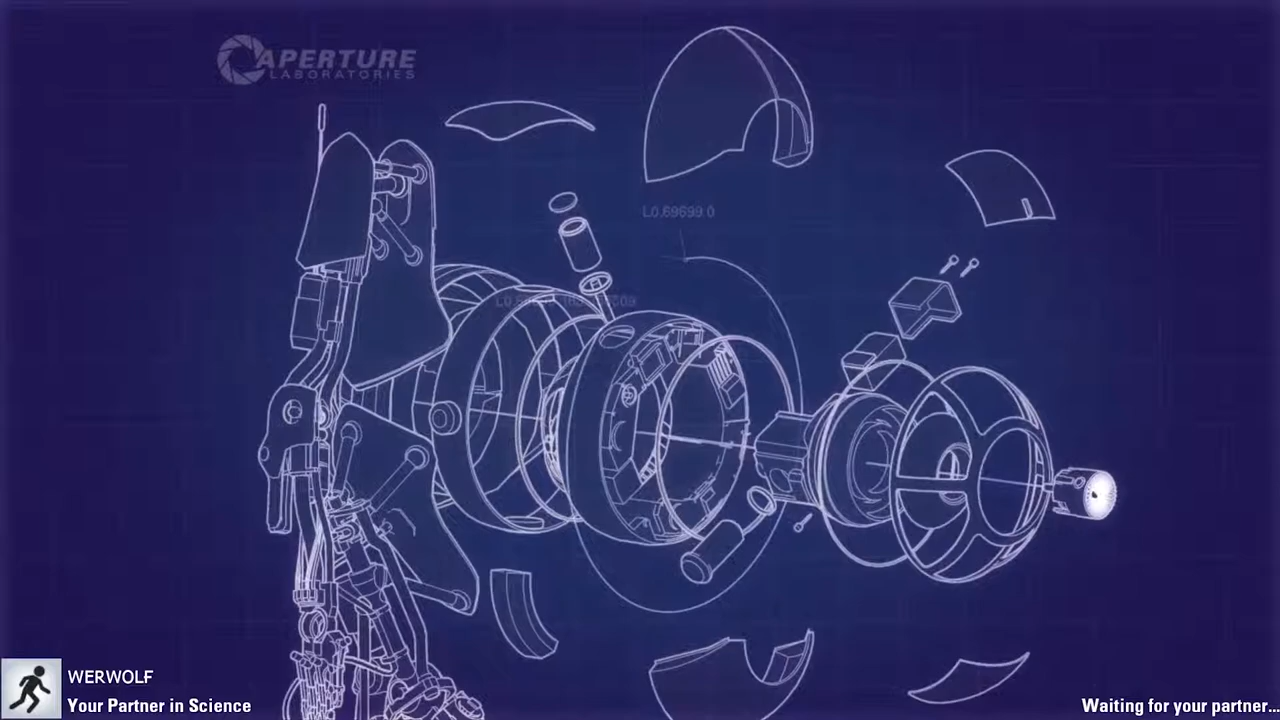 APERTURE
LABORATORIES
L0.69699.0
WERWOLF
Your Partner in Science
Waiting for your partner...